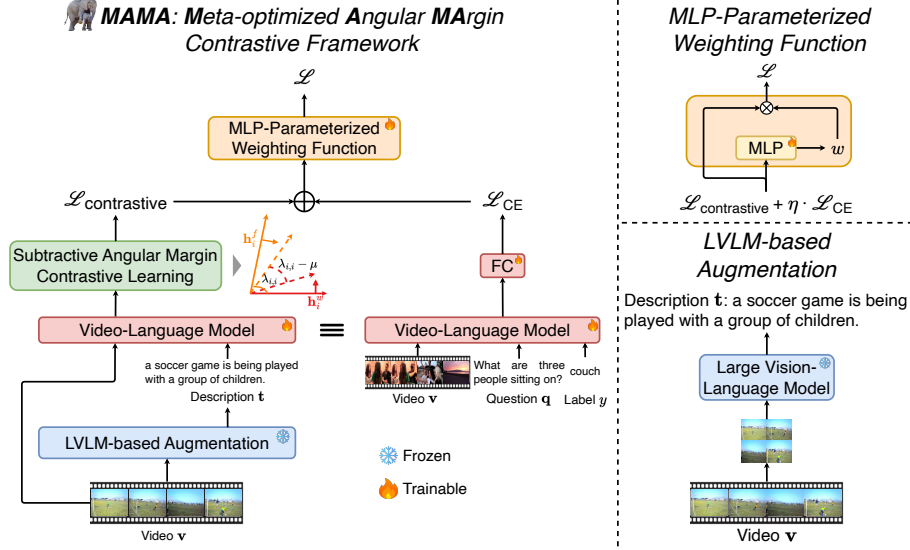 MAMA: Meta-optimized Angular MArgin
Contrastive Framework
ℒ
MLP-Parameterized
Weighting Function
ℒcontrastive
ℒCE
Subtractive Angular Margin
Contrastive Learning
h_i^f
λ_{i,i} − μ
λ_{i,i}
h_i^w
FC
Video-Language Model
≡
Video-Language Model
a soccer game is being played
with a group of children.
Description t
What are three
people sitting on?
couch
Video v
Question q
Label y
LVLM-based Augmentation
Frozen
Trainable
Video v
MLP-Parameterized
Weighting Function
ℒ
⊗
MLP
w
ℒcontrastive + η · ℒCE
LVLM-based
Augmentation
Description t: a soccer game is being
played with a group of children.
Large Vision-
Language Model
Video v